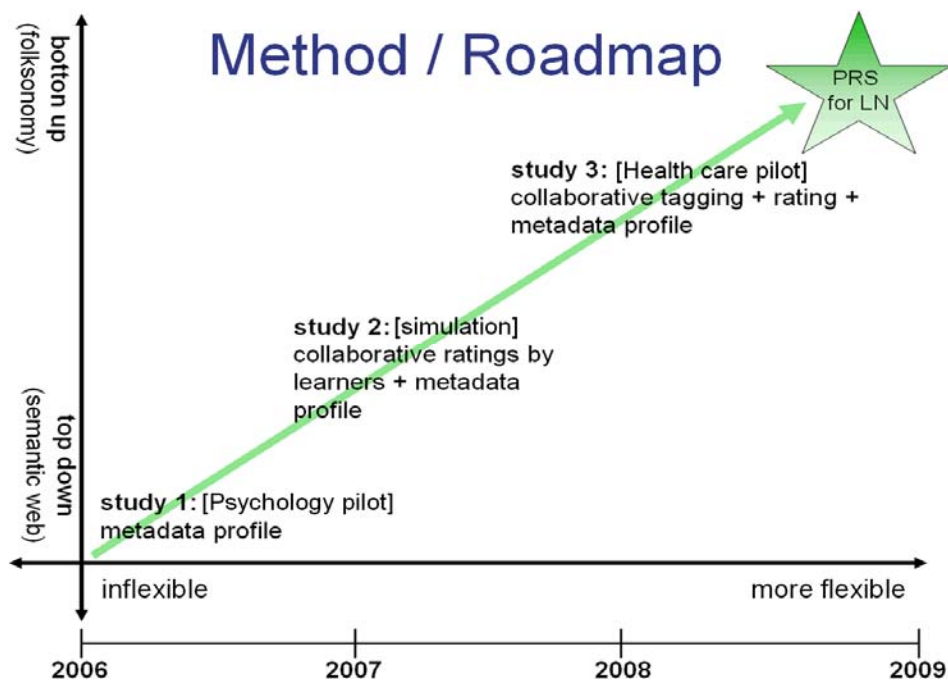 Method / Roadmap
PRS
for LN
botton up
(folksonomy)
study 3: [Health care pilot]
collaborative tagging + rating +
metadata profile
study 2: [simulation]
collaborative ratings by
learners + metadata
profile
top down
(semantic web)
study 1: [Psychology pilot]
metadata profile
inflexible
more flexible
2006
2007
2008
2009